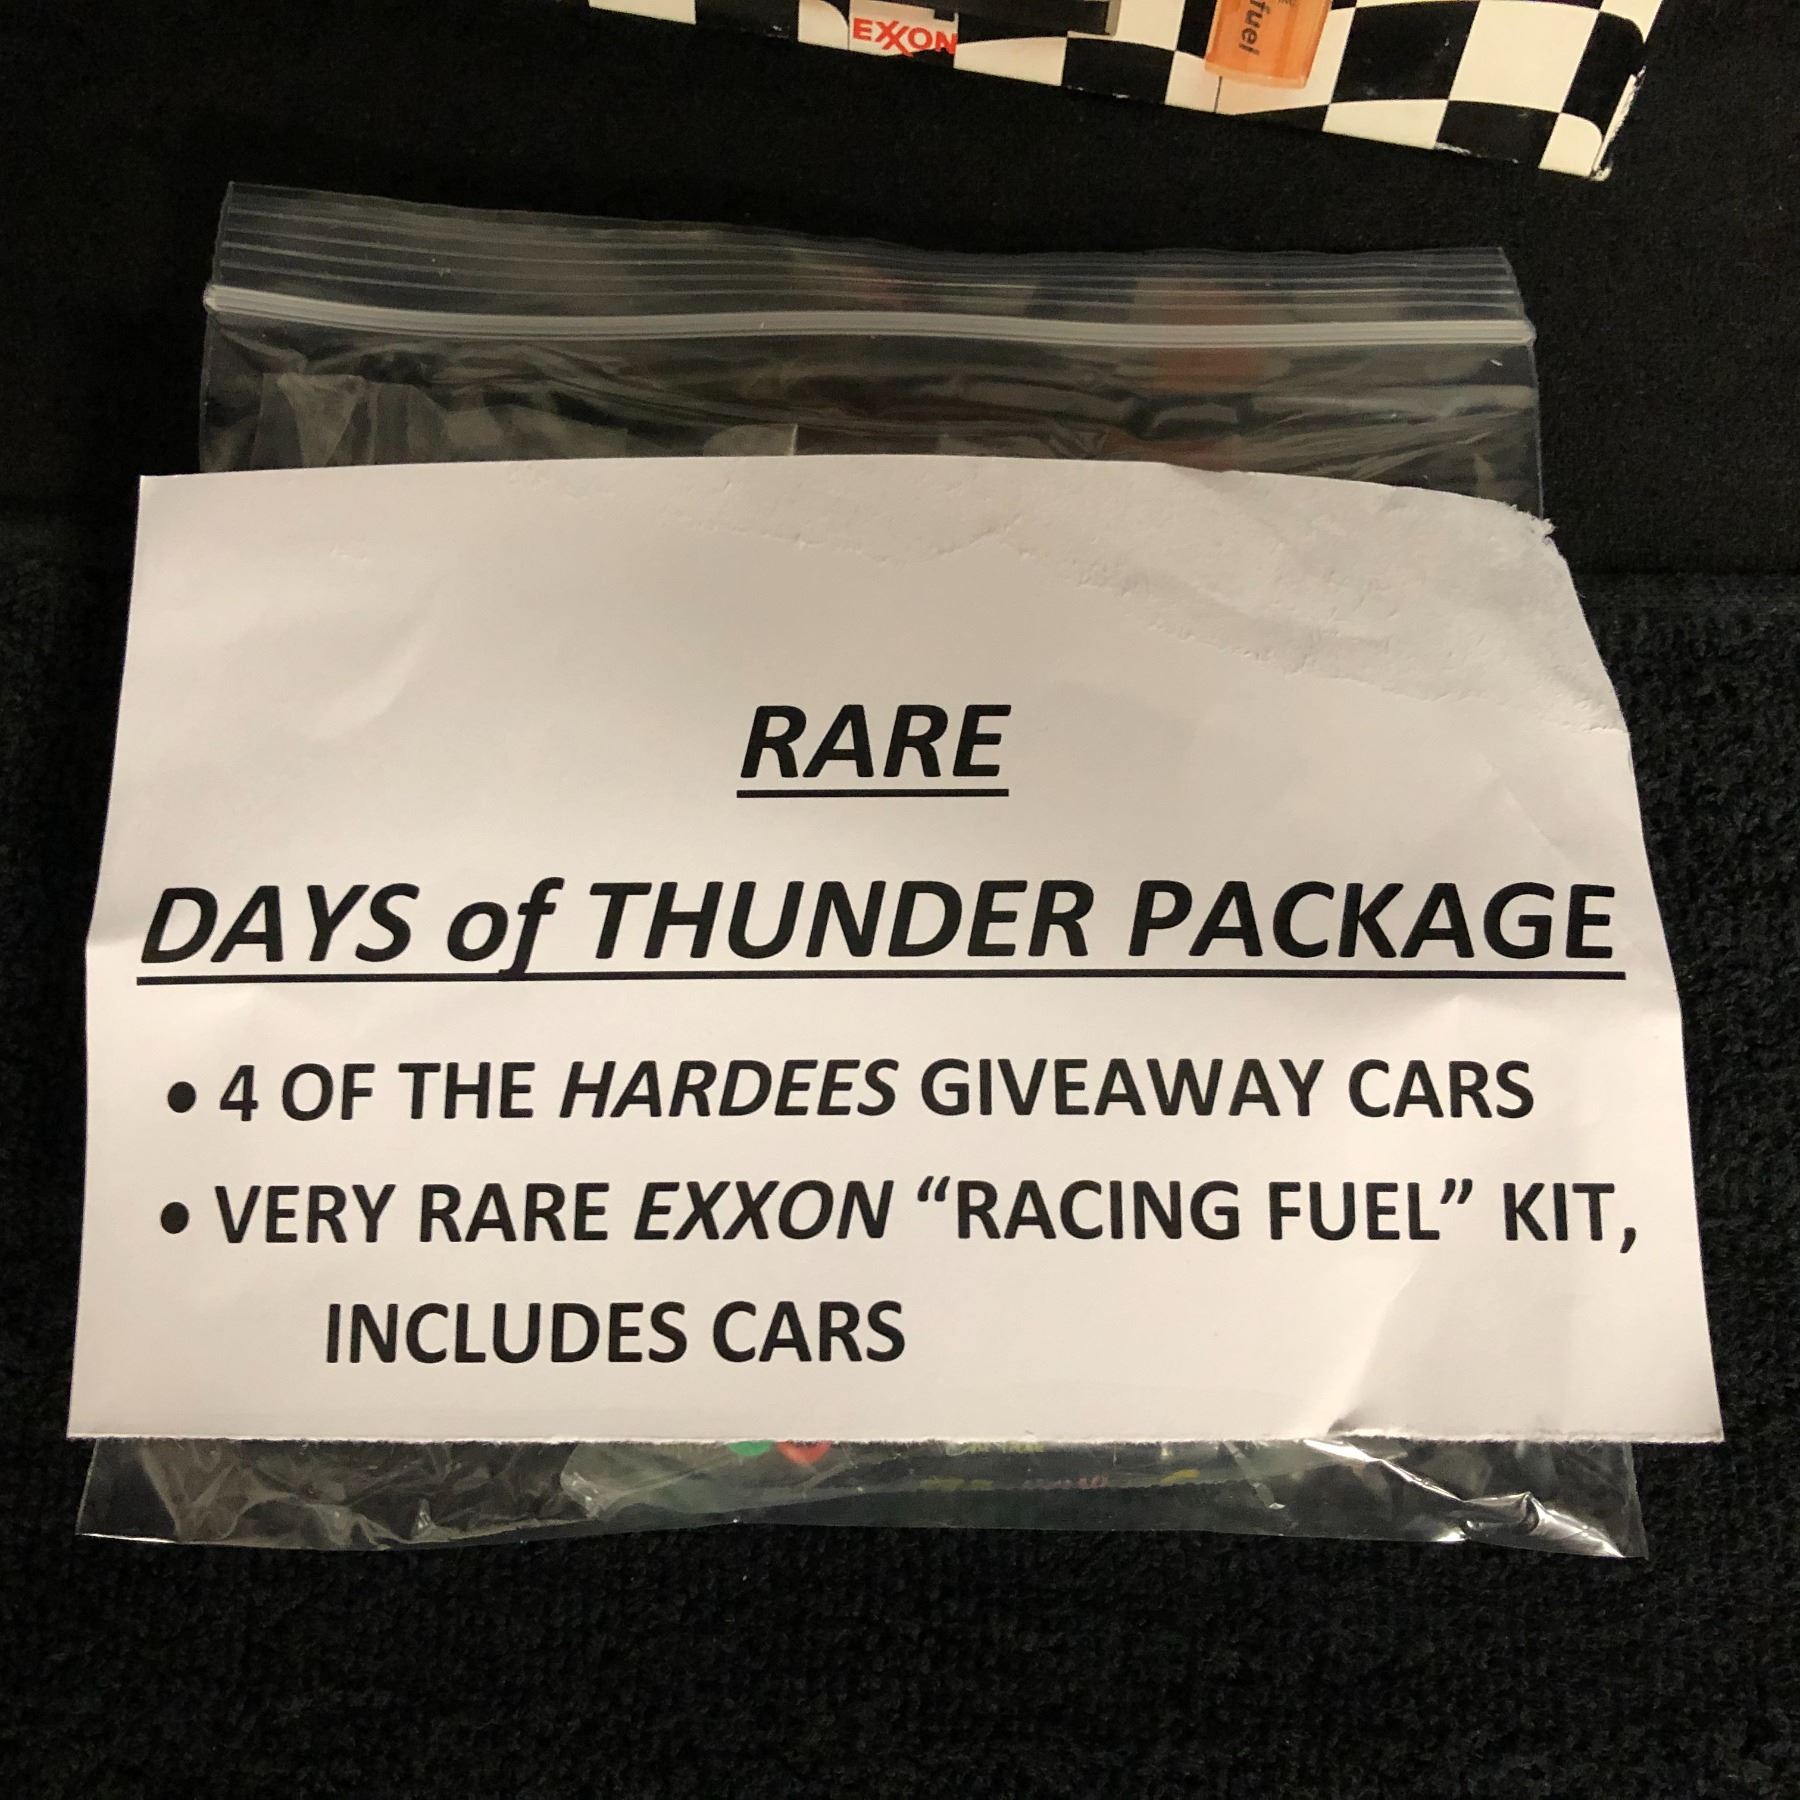 EXXON
fuel
RARE
DAYS of THUNDER PACKAGE
• 4 OF THE HARDEES GIVEAWAY CARS
• VERY RARE EXXON “RACING FUEL” KIT,
INCLUDES CARS